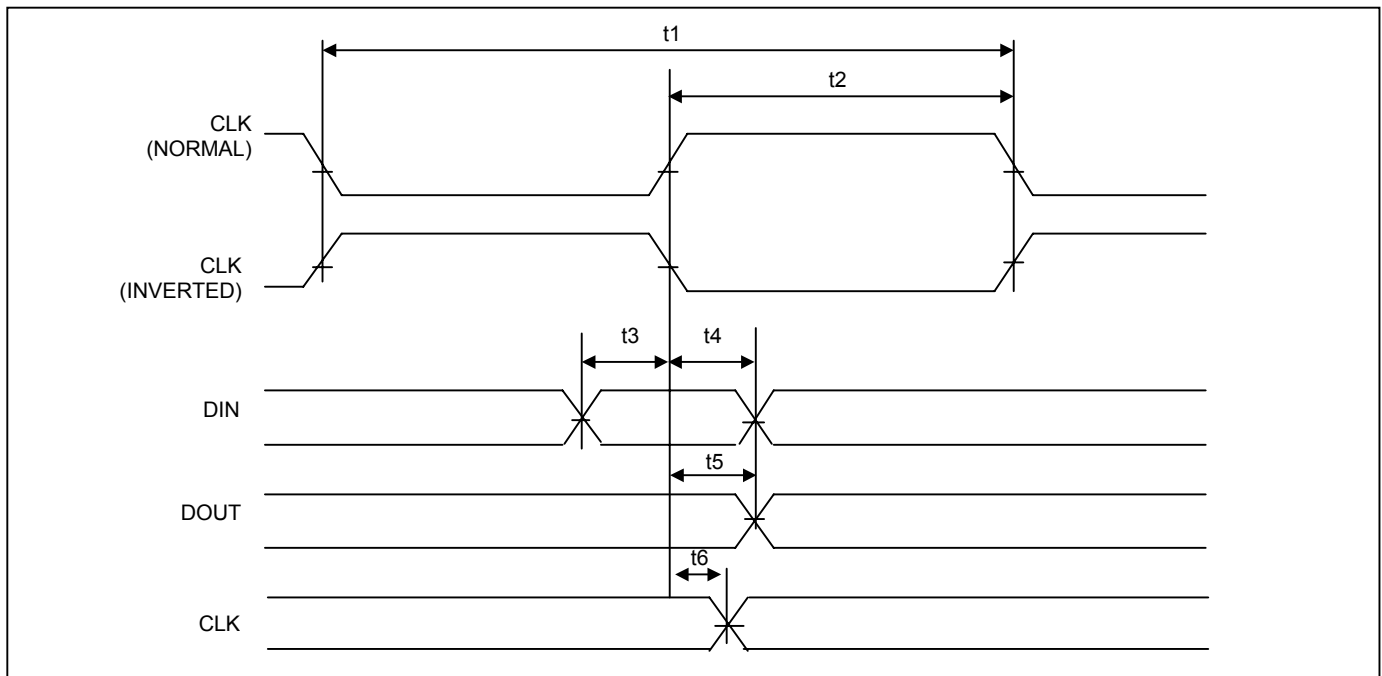 t1
t2
CLK
(NORMAL)
CLK
(INVERTED)
t3
t4
DIN
t5
DOUT
t6
CLK